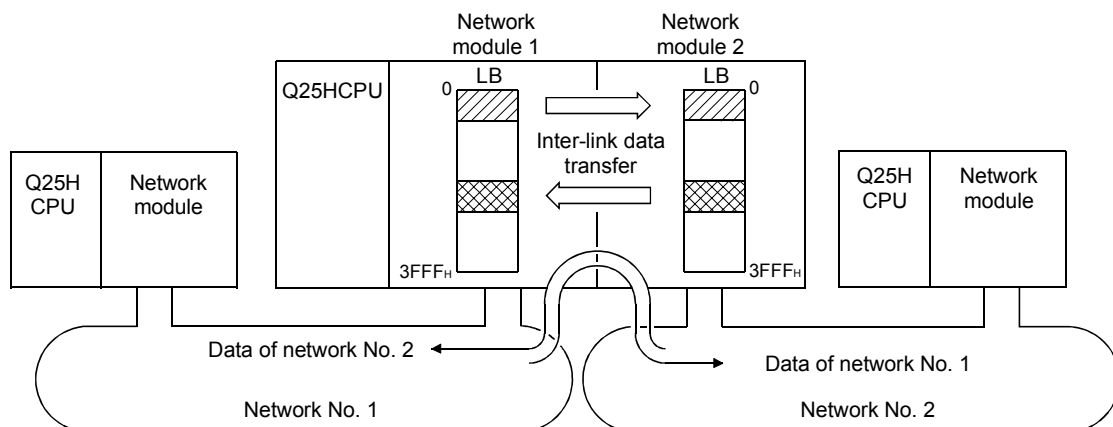 Network
module 1
Network
module 2
Q25HCPU
LB
0
LB
0
Inter-link data
transfer
3FFFH
3FFFH
Q25H
CPU
Network
module
Q25H
CPU
Network
module
Data of network No. 2
Data of network No. 1
Network No. 1
Network No. 2